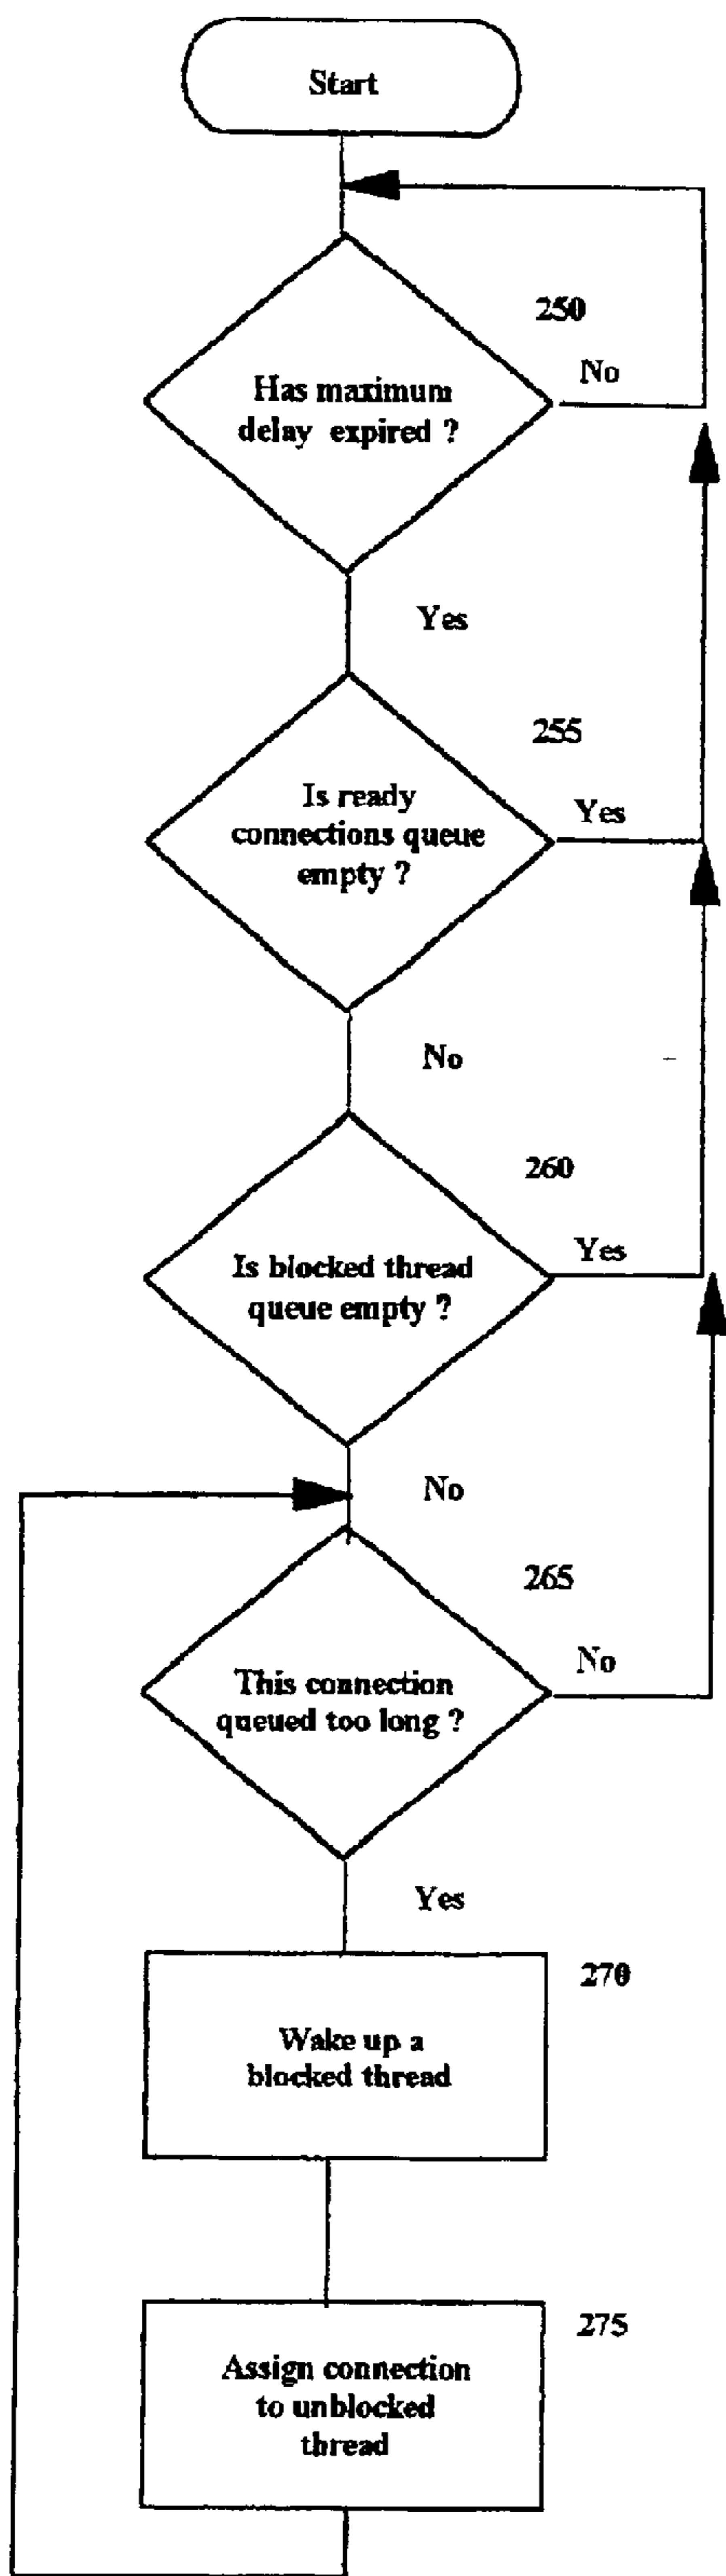 Start
250
No
Has maximum
delay expired ?
Yes
255
Is ready
connections queue
empty ?
Yes
No
260
Is blocked thread
queue empty ?
Yes
No
265
This connection
queued too long ?
No
Yes
270
Wake up a
blocked thread
275
Assign connection
to unblocked
thread